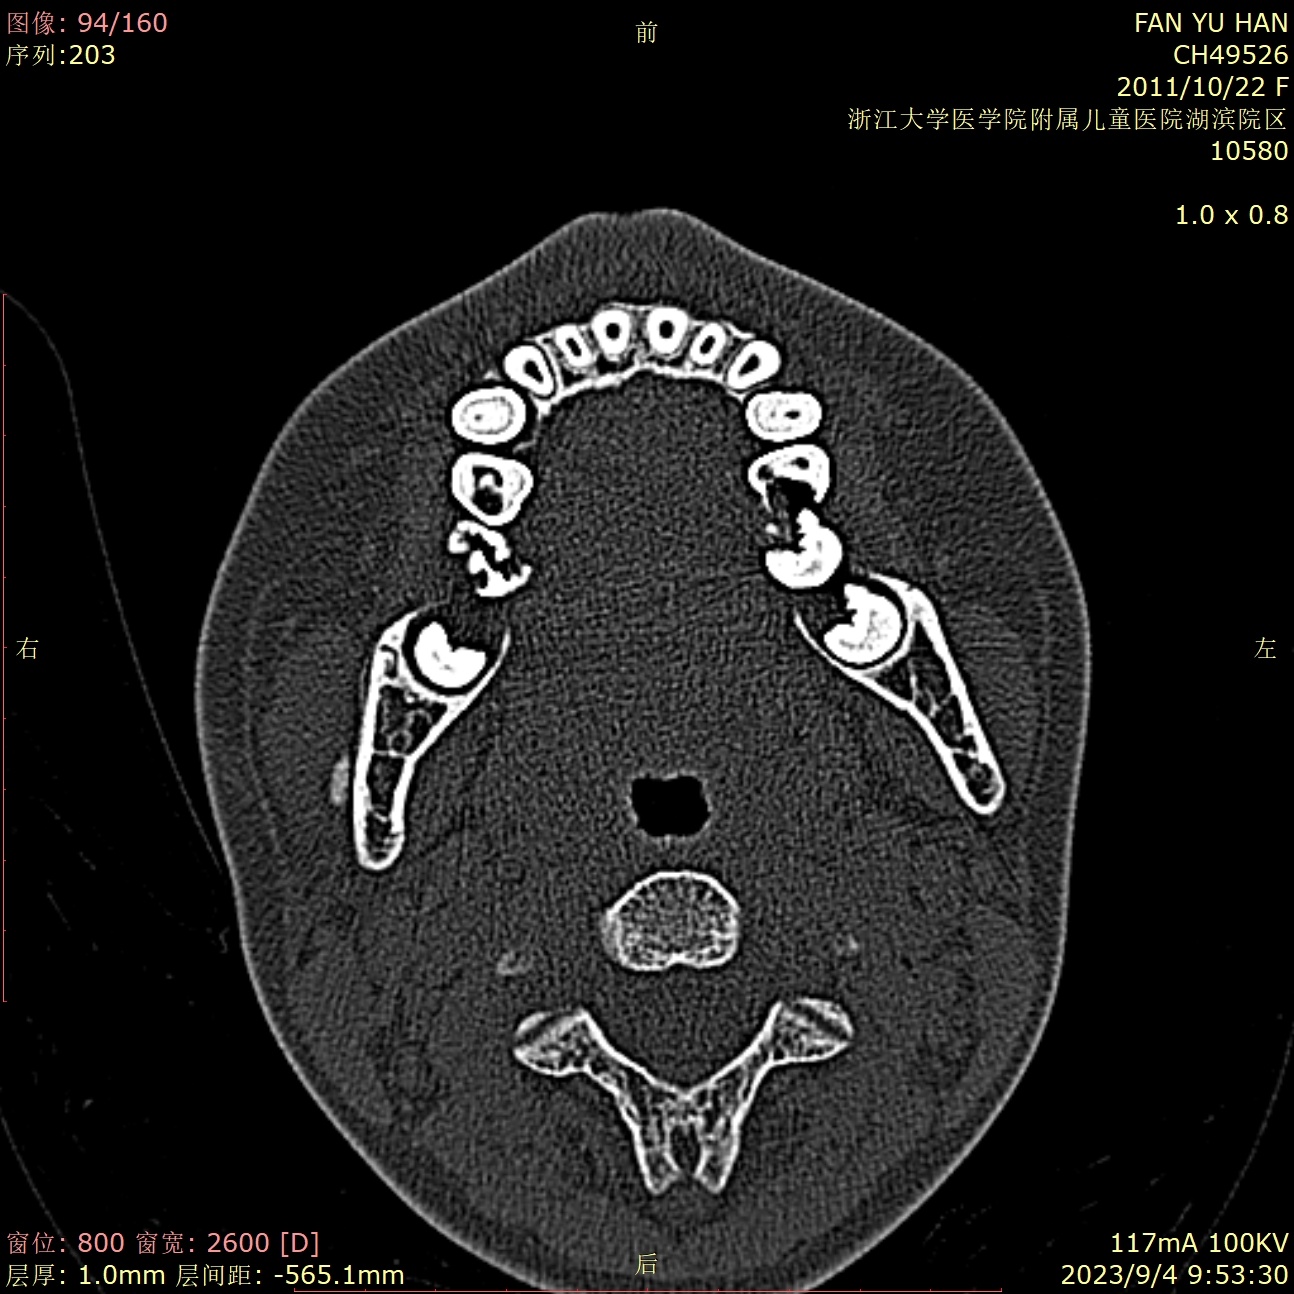 图像: 94/160
序列:203
前
FAN YU HAN
CH49526
2011/10/22 F
浙江大学医学院附属儿童医院湖滨院区
10580
1.0 x 0.8
右
左
窗位: 800 窗宽: 2600 [D]
层厚: 1.0mm 层间距: -565.1mm
后
117mA 100KV
2023/9/4 9:53:30